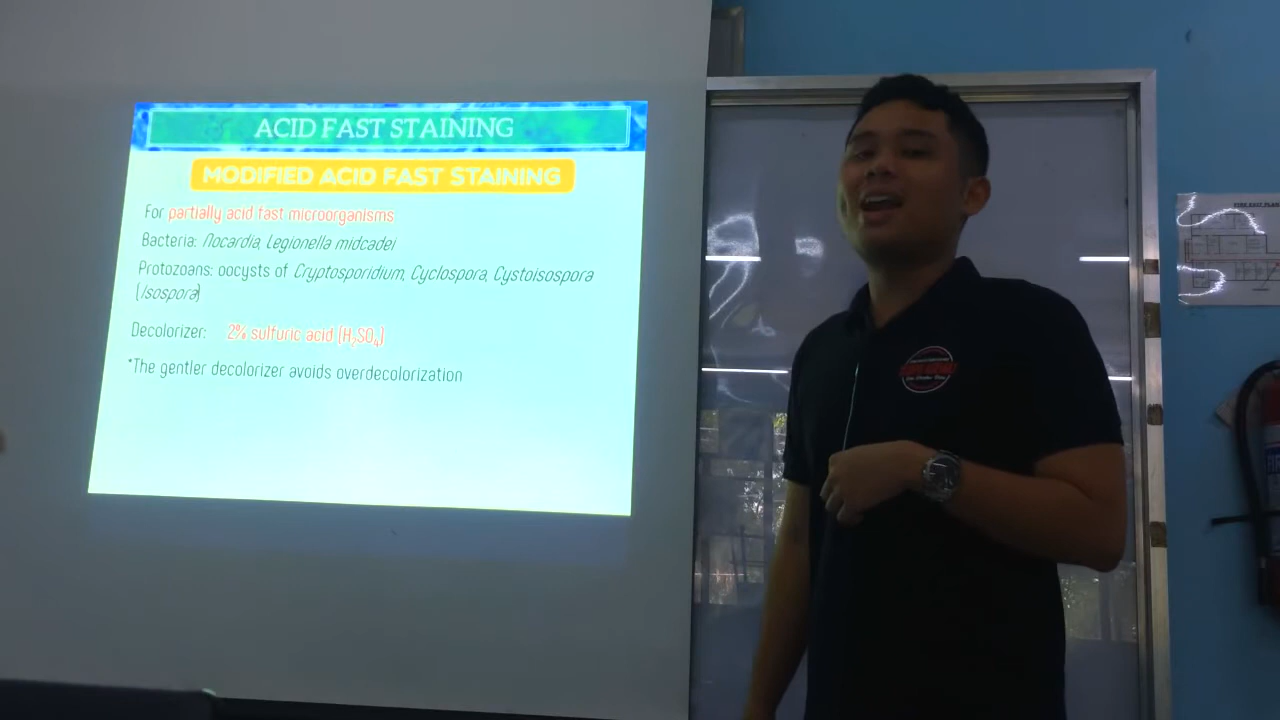 ACID FAST STAINING
MODIFIED ACID FAST STAINING
For partially acid fast microorganisms
Bacteria: Nocardia, Legionella midcadei
Protozoans: oocysts of Cryptosporidium, Cyclospora, Cystoisospora
(Isospora)
Decolorizer: 2% sulfuric acid (H₂SO₄)
*The gentler decolorizer avoids overdecolorization